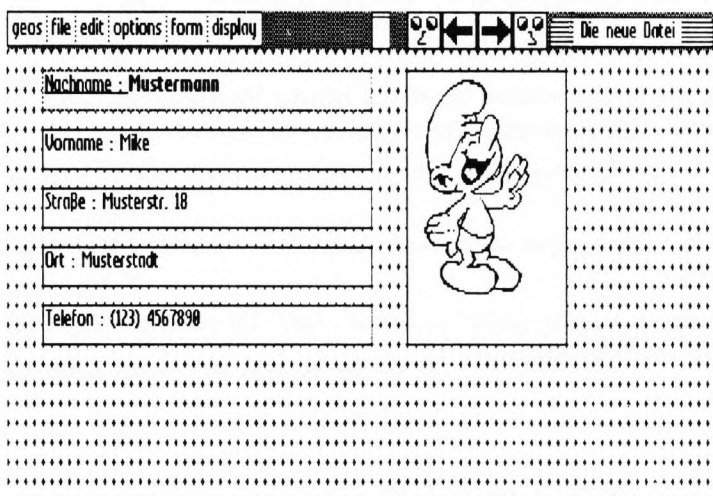 geos file edit options form display Die neue Datei
Nachname : Mustermann
Vorname : Mike
Straße : Musterstr. 18
Ort : Musterstadt
Telefon : (123) 4567890